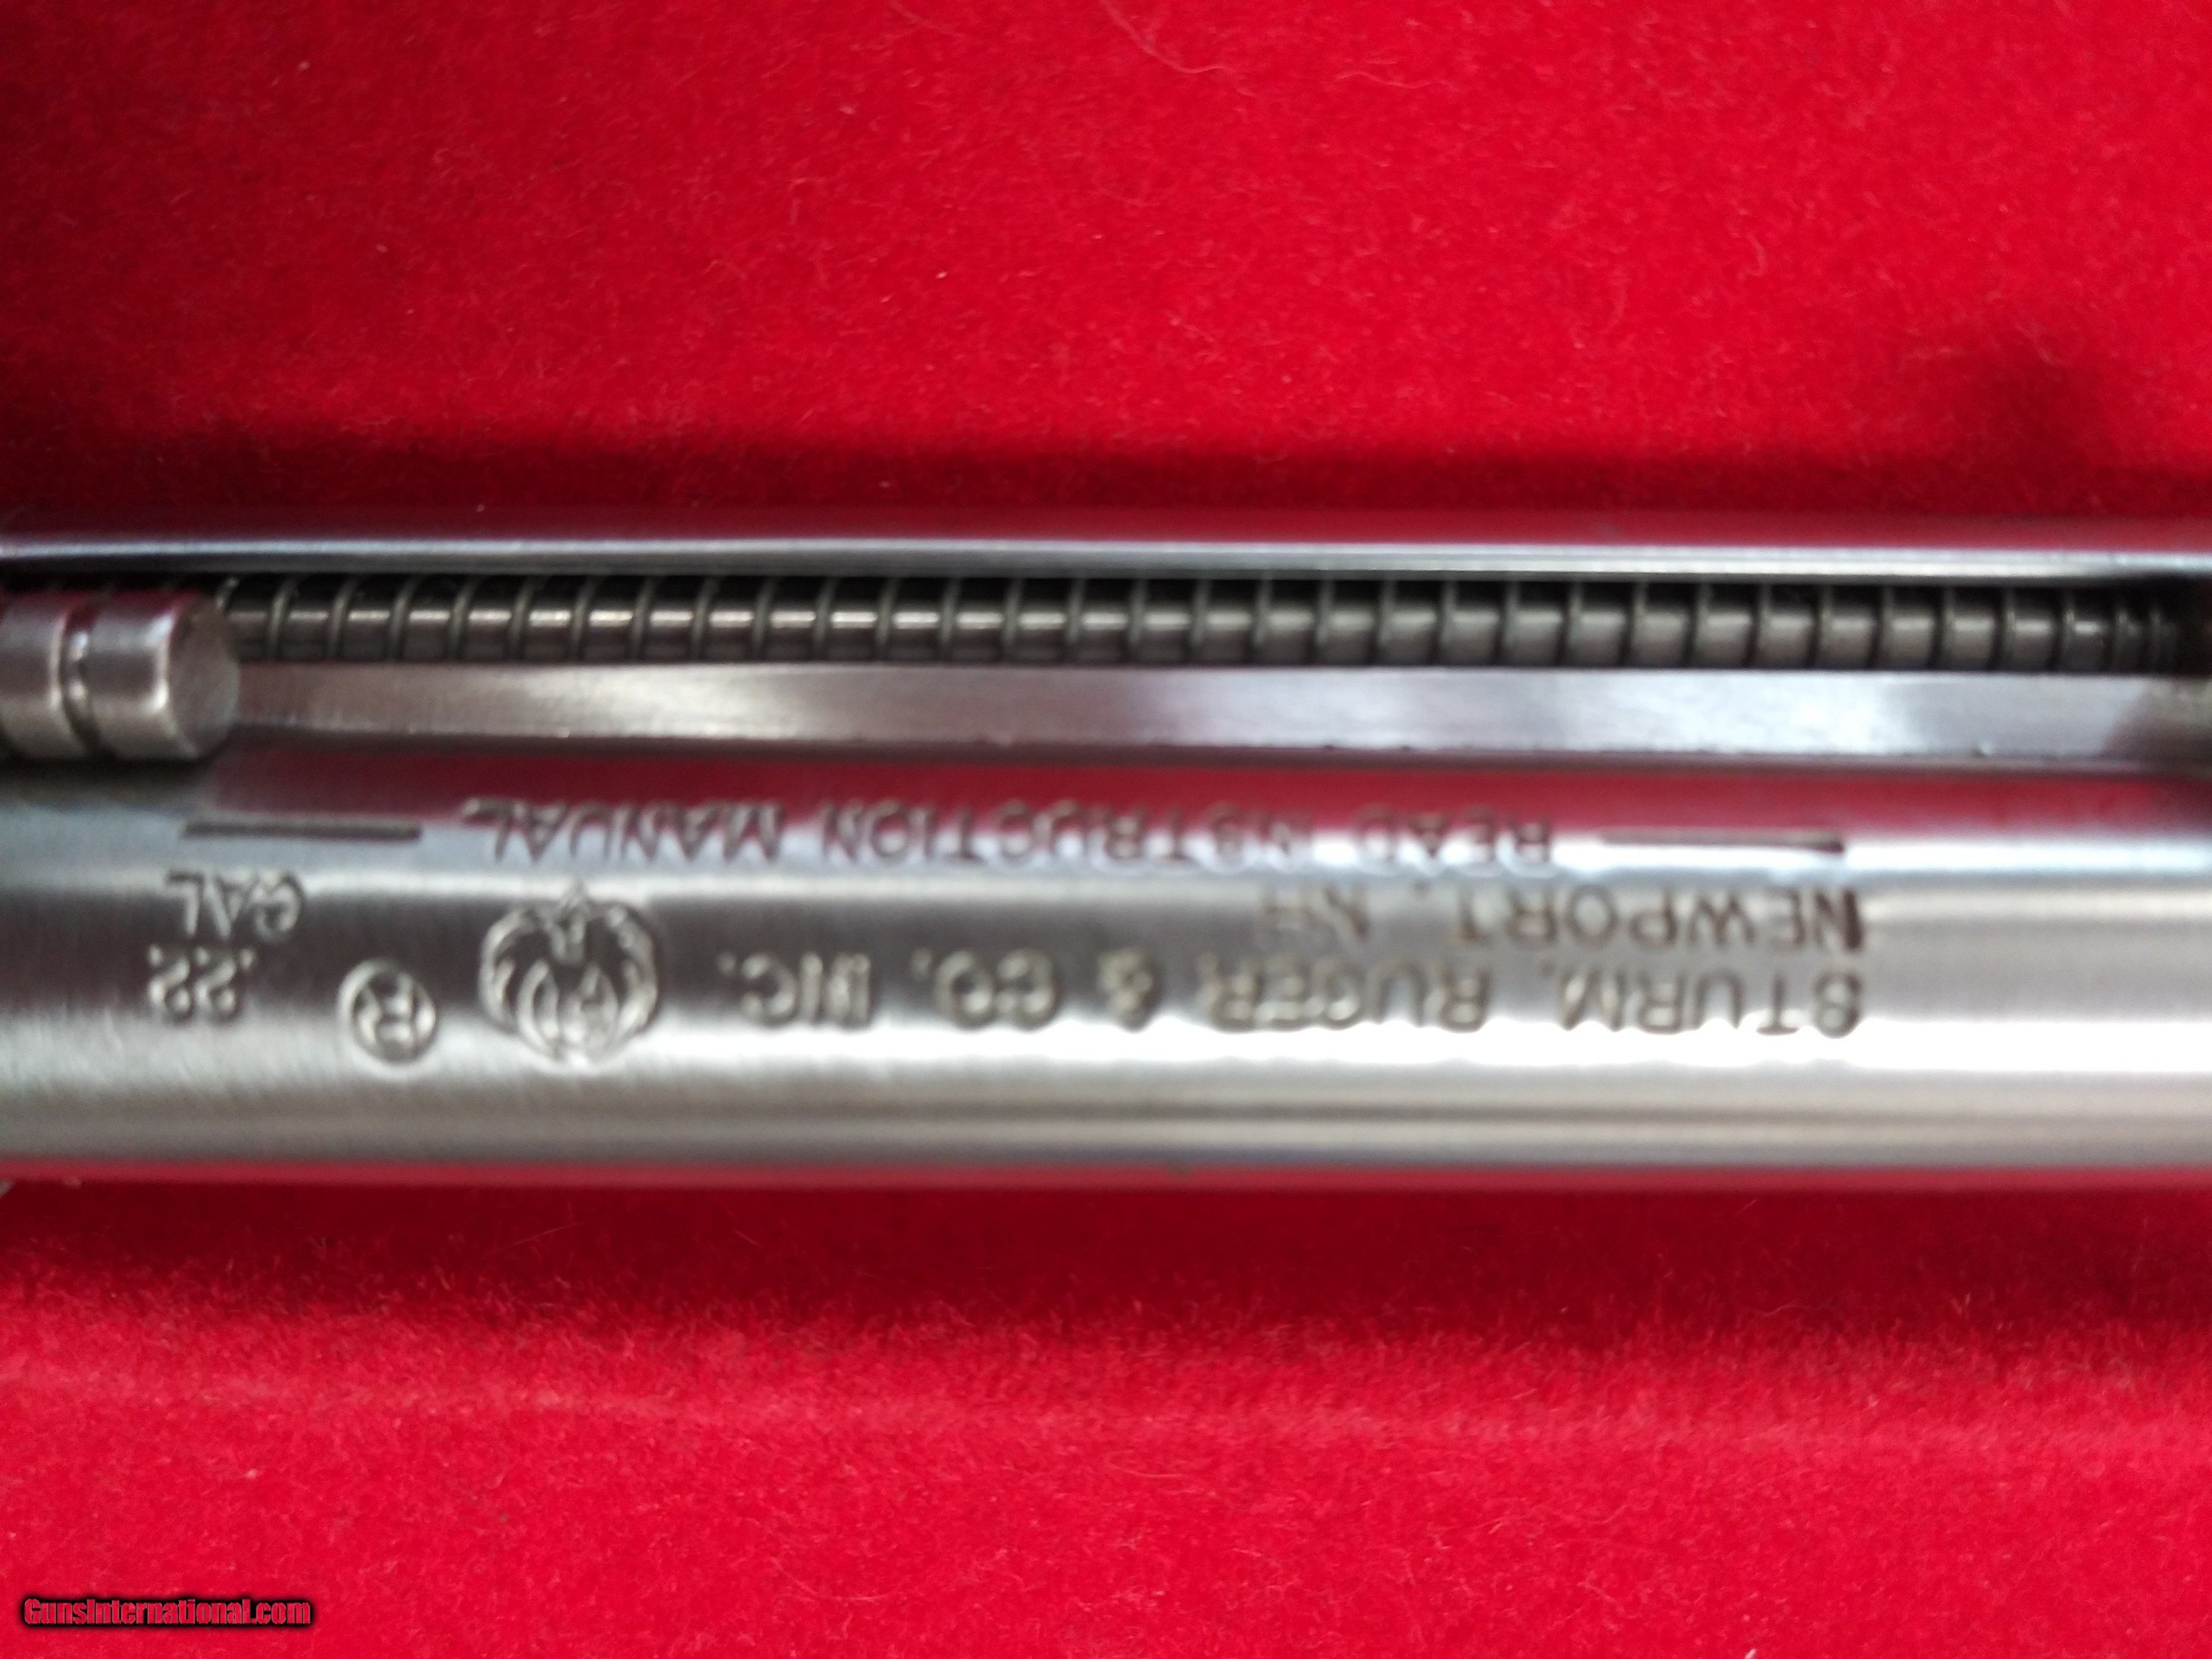 STURM, RUGER, & CO. INC. ®
NEWPORT, NH
READ INSTRUCTION MANUAL
.22
CAL
GunsInternational.com